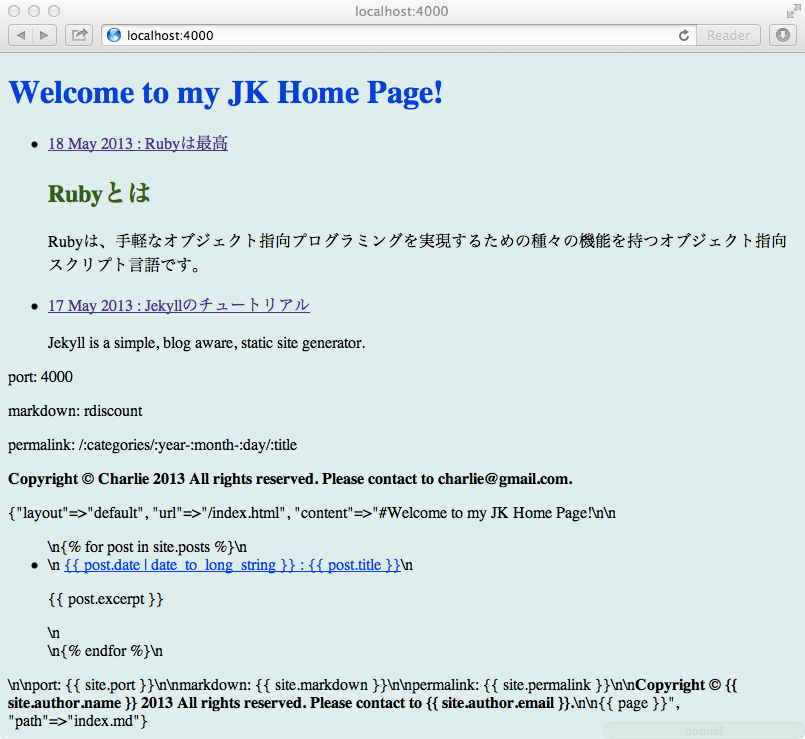 localhost:4000
localhost:4000
Reader
Welcome to my JK Home Page!
18 May 2013 : Rubyは最高
Rubyとは
Rubyは、手軽なオブジェクト指向プログラミングを実現するための種々の機能を持つオブジェクト指向
スクリプト言語です。
17 May 2013 : Jekyllのチュートリアル
Jekyll is a simple, blog aware, static site generator.
port: 4000
markdown: rdiscount
permalink: /:categories/:year-:month-:day/:title
Copyright © Charlie 2013 All rights reserved. Please contact to charlie@gmail.com.
{"layout"=>"default", "url"=>"/index.html", "content"=>"#Welcome to my JK Home Page!\n\n
\n{% for post in site.posts %}\n
\n {{ post.date | date_to_long_string }} : {{ post.title }}\n
{{ post.excerpt }}
\n
\n{% endfor %}\n
\n\nport: {{ site.port }}\n\nmarkdown: {{ site.markdown }}\n\npermalink: {{ site.permalink }}\n\nCopyright © {{
site.author.name }} 2013 All rights reserved. Please contact to {{ site.author.email }}.\n\n{{ page }}",
"path"=>"index.md"}
normal